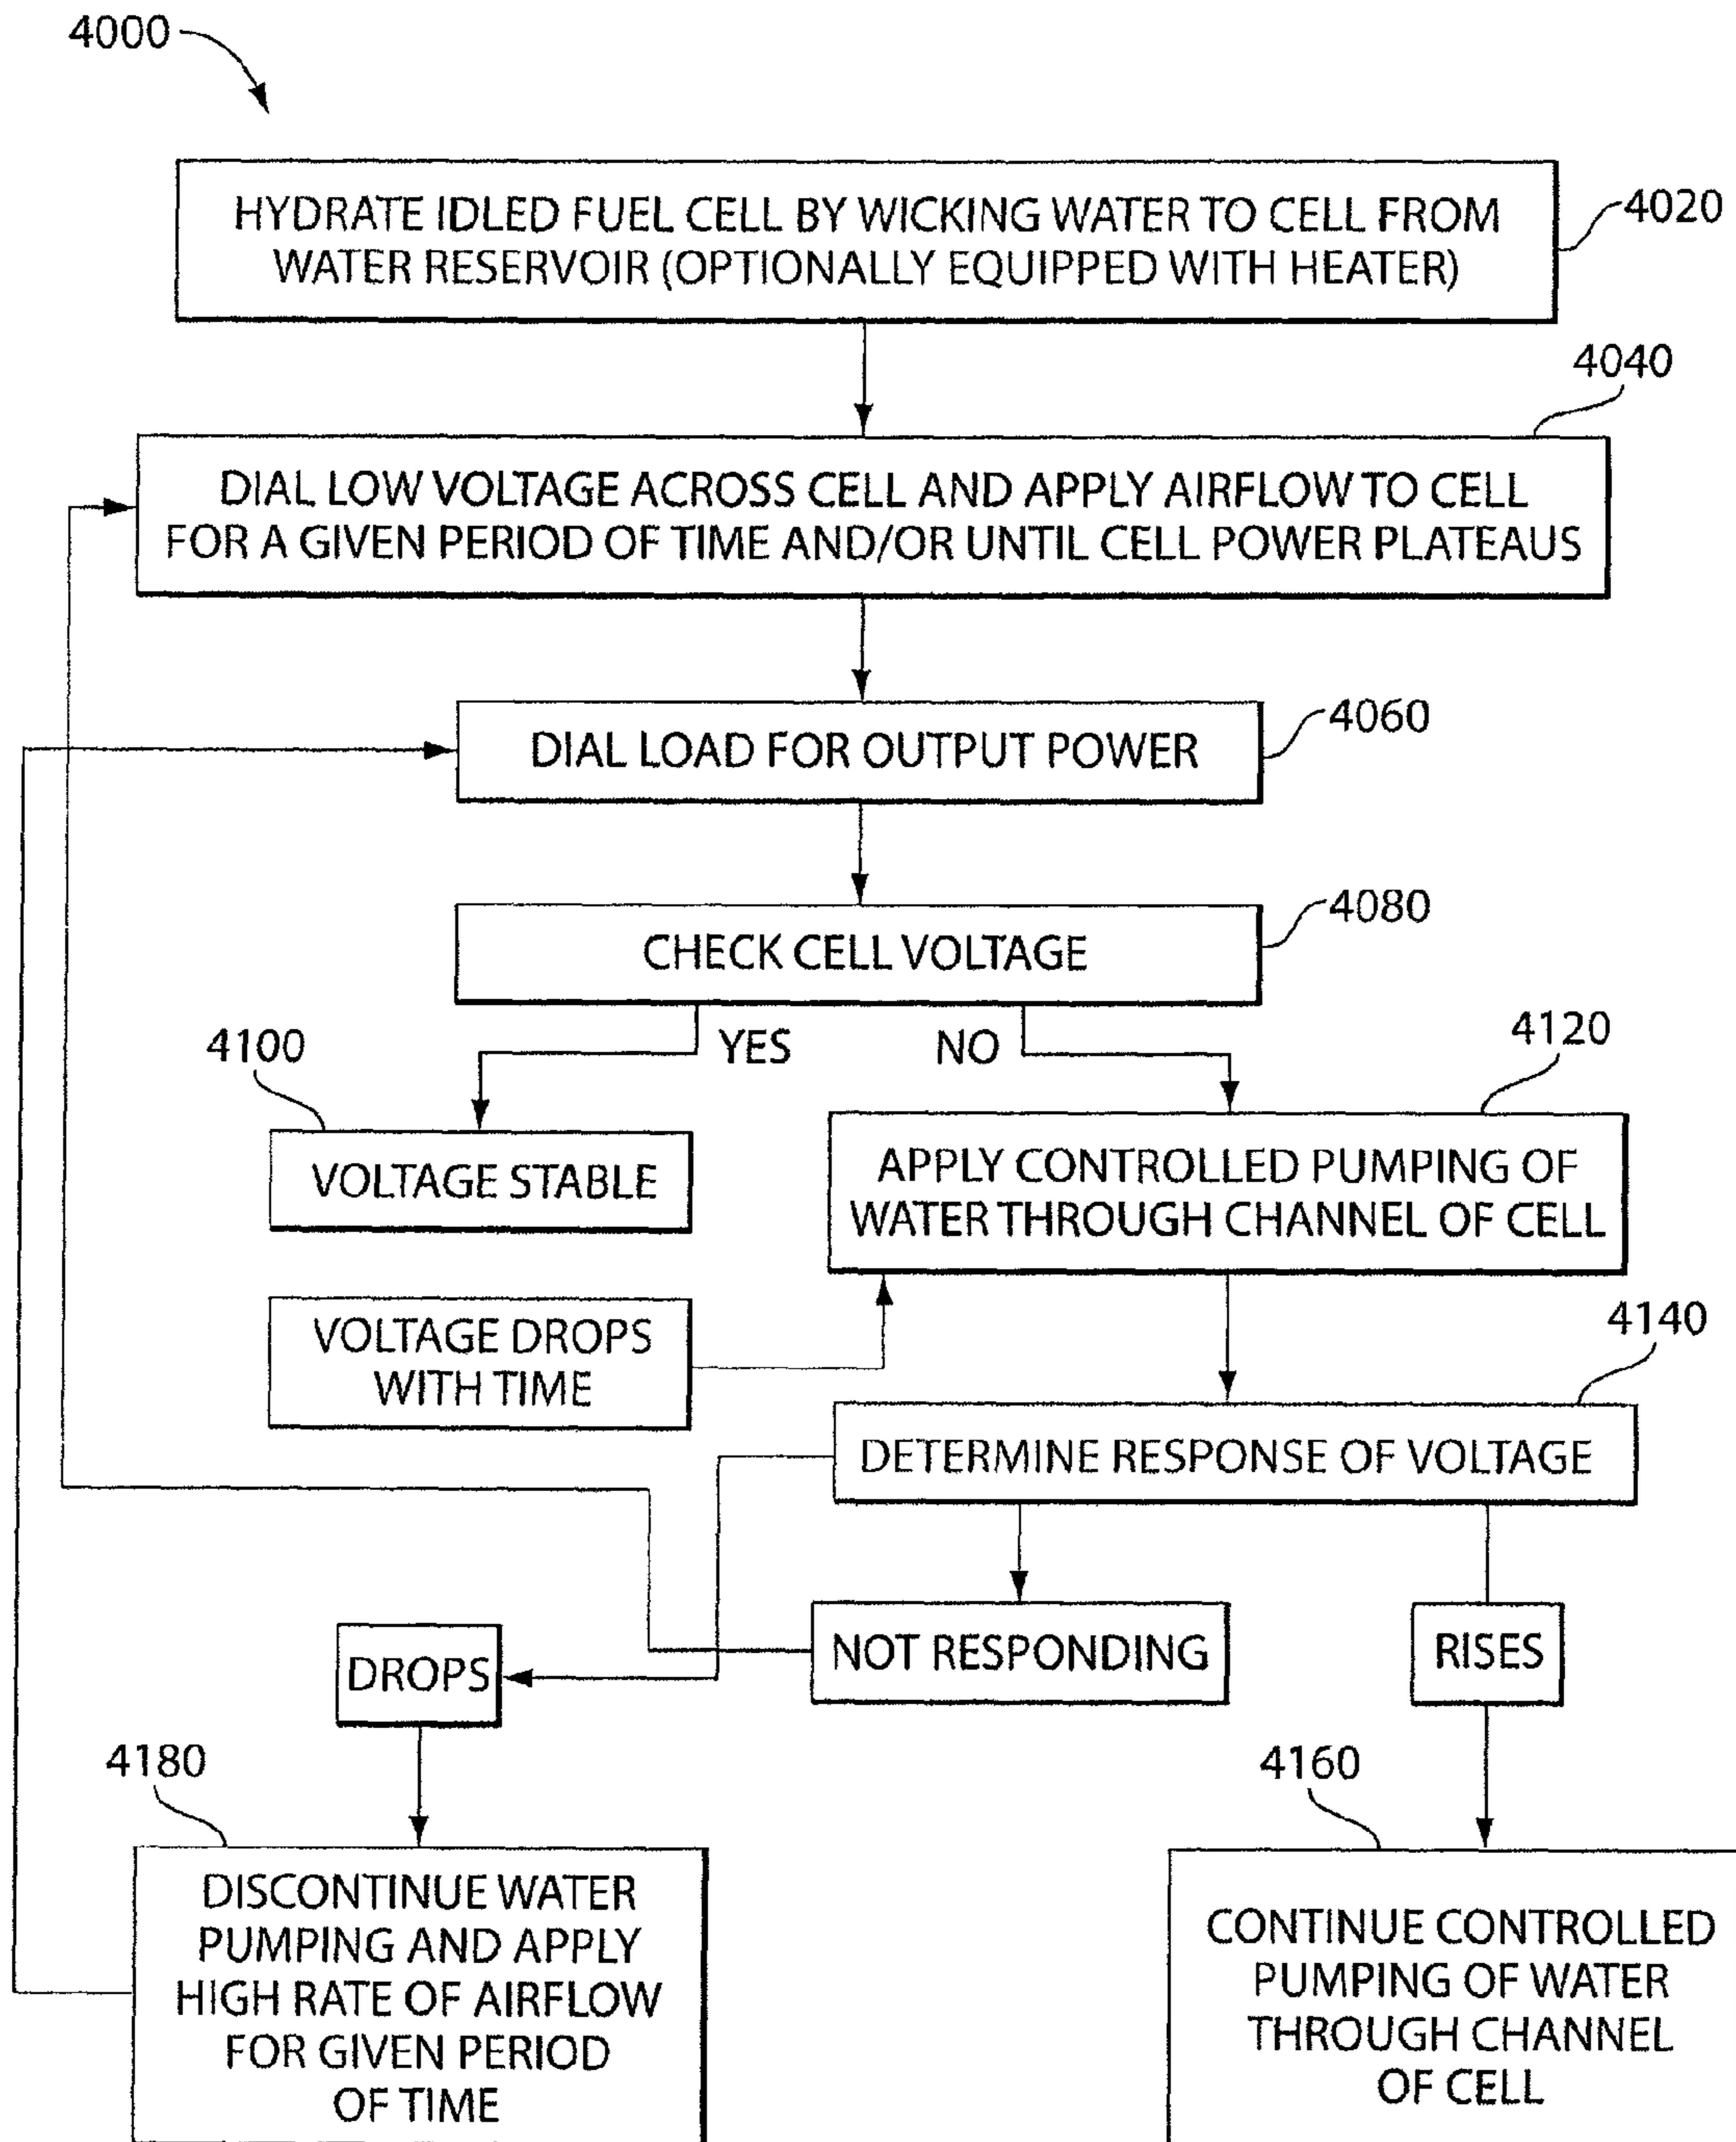 4000
HYDRATE IDLED FUEL CELL BY WICKING WATER TO CELL FROM
WATER RESERVOIR (OPTIONALLY EQUIPPED WITH HEATER)
4020
4040
DIAL LOW VOLTAGE ACROSS CELL AND APPLY AIRFLOW TO CELL
FOR A GIVEN PERIOD OF TIME AND/OR UNTIL CELL POWER PLATEAUS
DIAL LOAD FOR OUTPUT POWER
4060
CHECK CELL VOLTAGE
4080
YES
NO
4100
VOLTAGE STABLE
4120
APPLY CONTROLLED PUMPING OF
WATER THROUGH CHANNEL OF CELL
VOLTAGE DROPS
WITH TIME
4140
DETERMINE RESPONSE OF VOLTAGE
DROPS
NOT RESPONDING
RISES
4180
DISCONTINUE WATER
PUMPING AND APPLY
HIGH RATE OF AIRFLOW
FOR GIVEN PERIOD
OF TIME
4160
CONTINUE CONTROLLED
PUMPING OF WATER
THROUGH CHANNEL
OF CELL